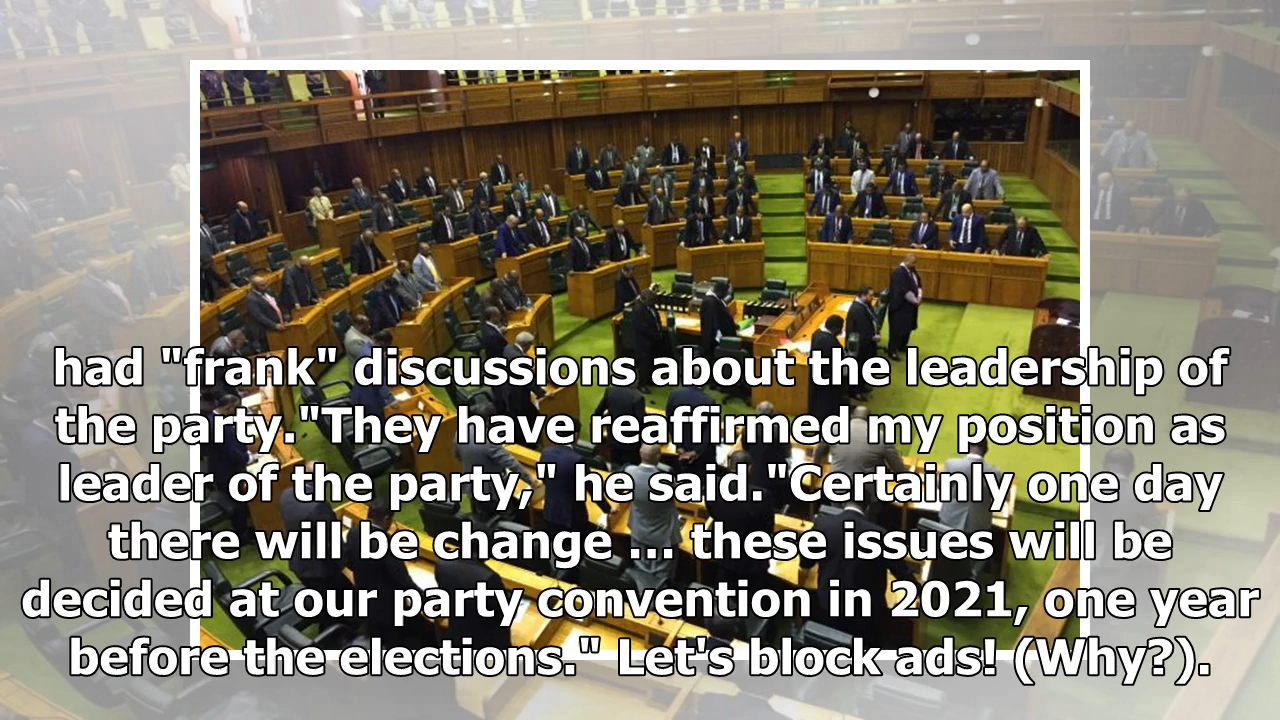 had "frank" discussions about the leadership of
the party."They have reaffirmed my position as
leader of the party," he said."Certainly one day
there will be change ... these issues will be
decided at our party convention in 2021, one year
before the elections." Let's block ads! (Why?).